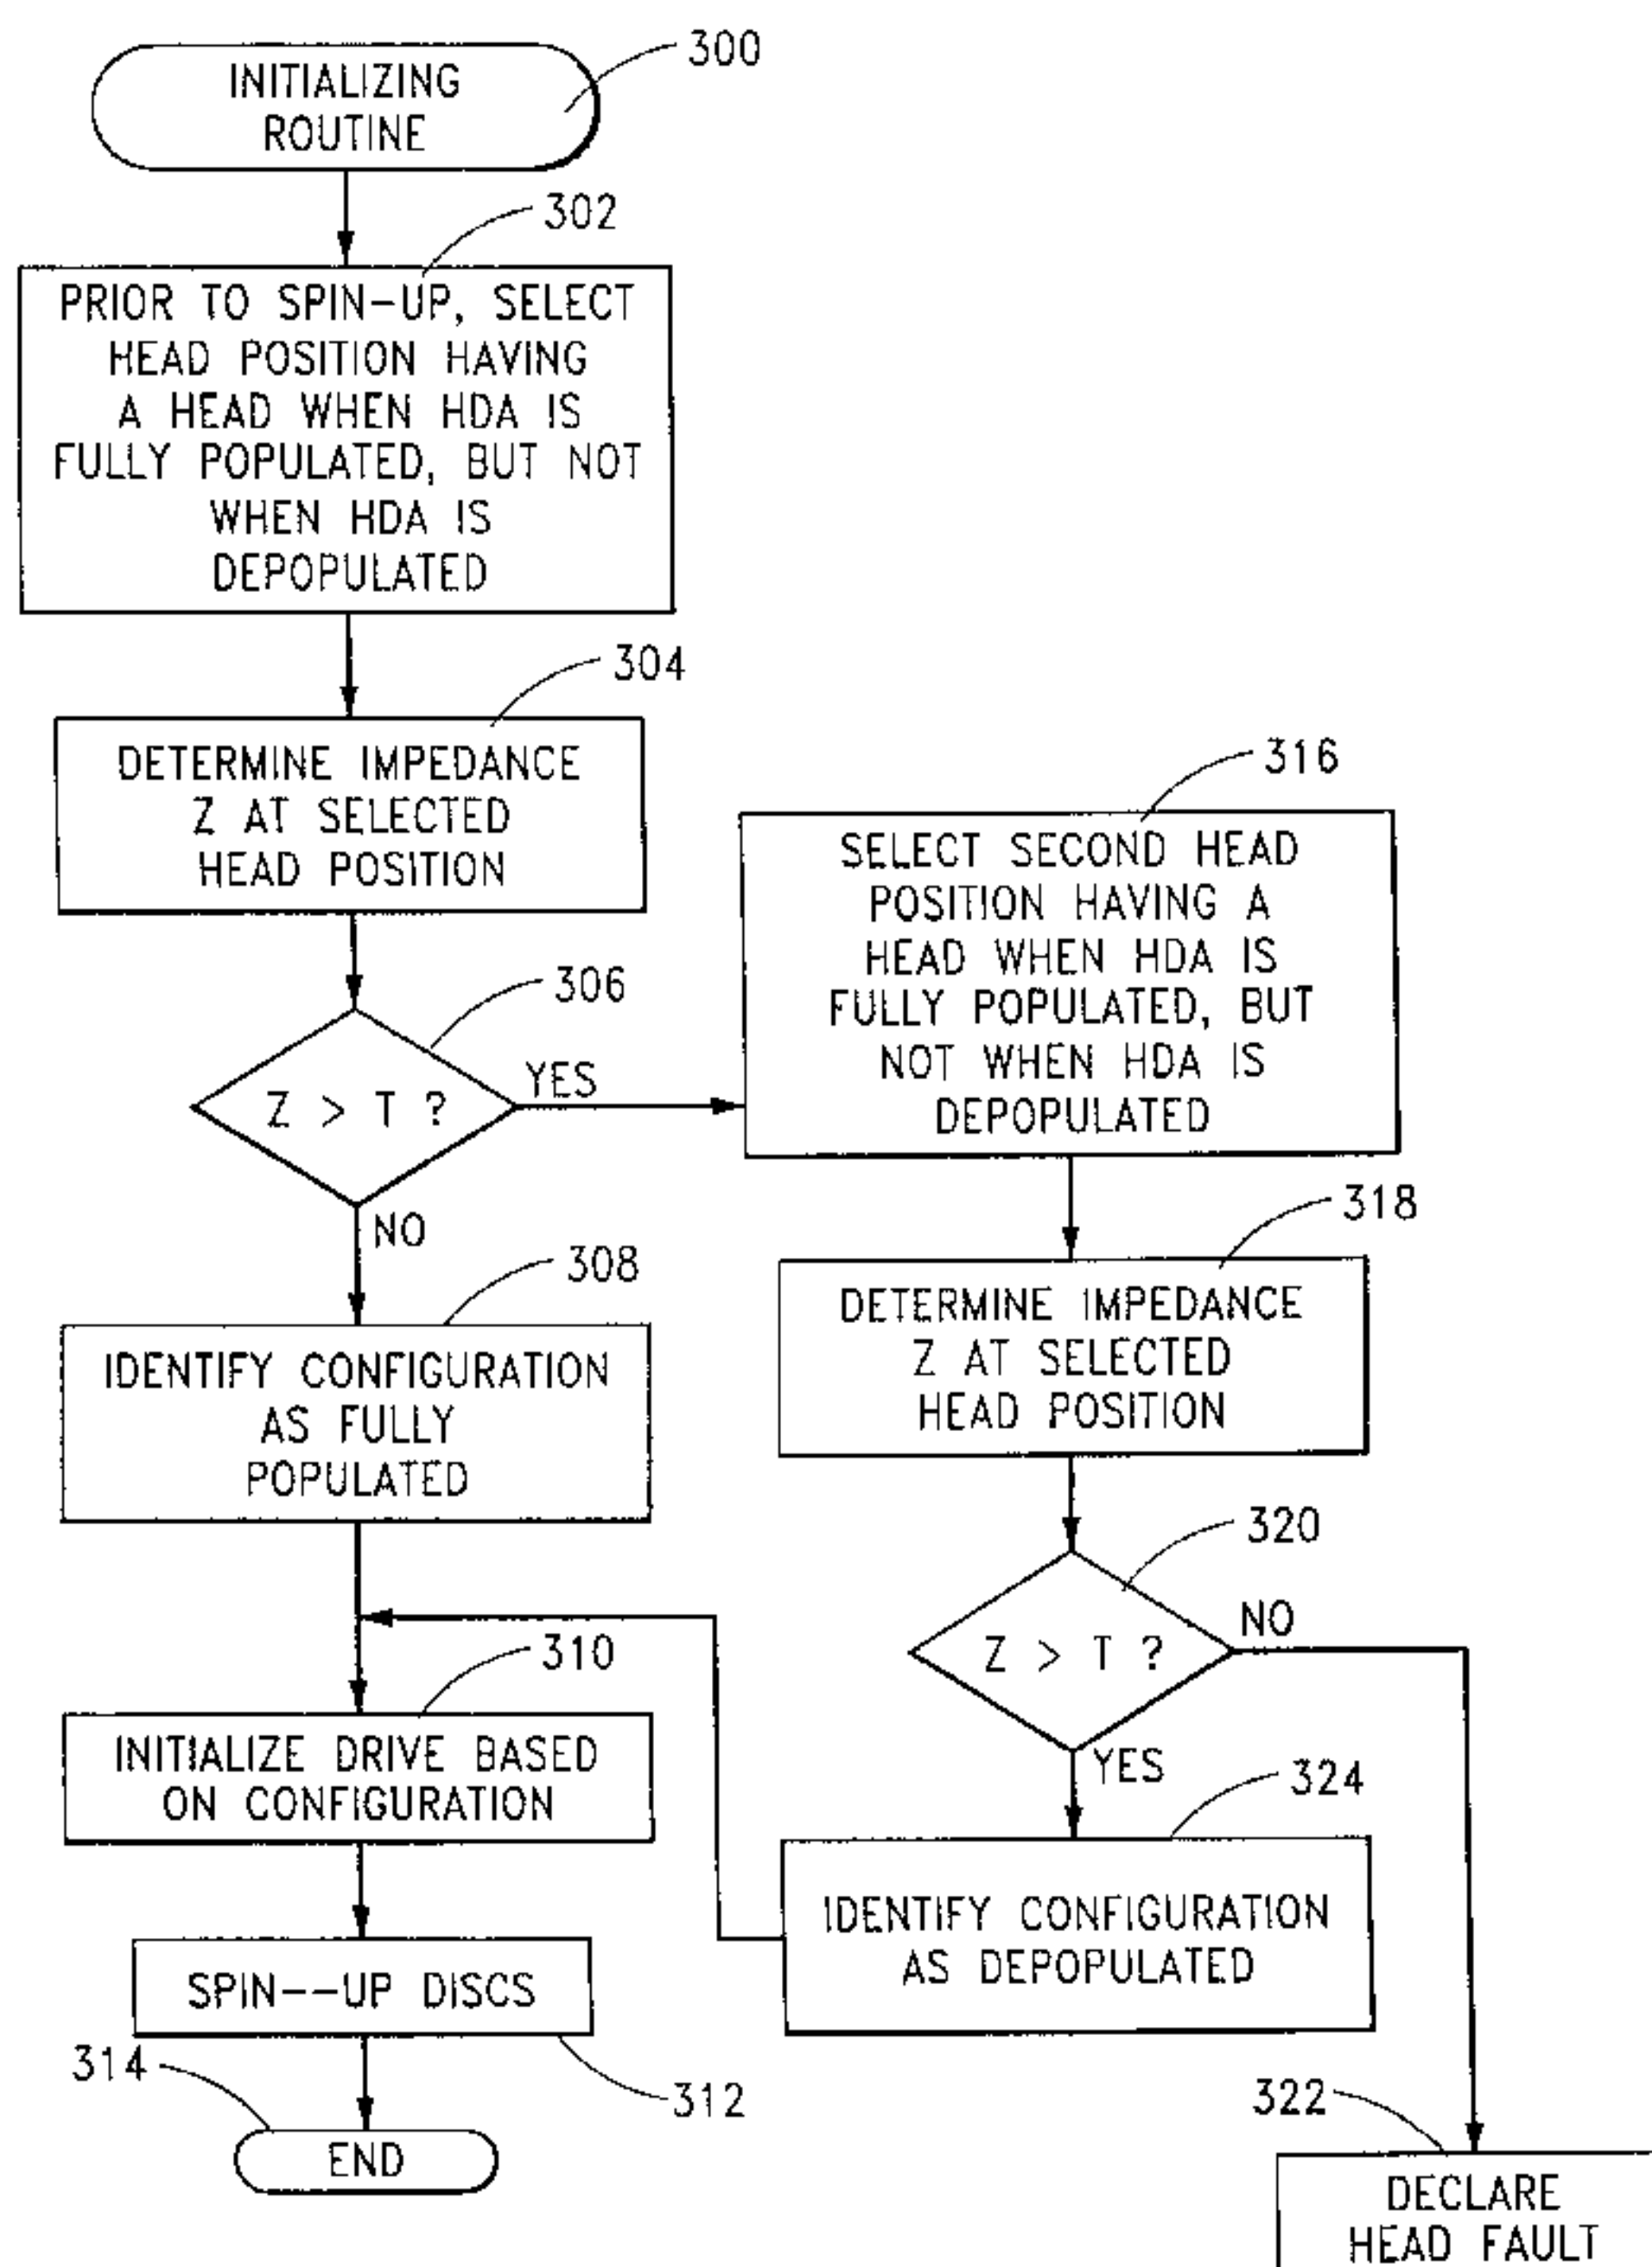 INITIALIZING
ROUTINE
300
302
PRIOR TO SPIN-UP, SELECT
HEAD POSITION HAVING
A HEAD WHEN HDA IS
FULLY POPULATED, BUT NOT
WHEN HDA IS
DEPOPULATED
304
DETERMINE IMPEDANCE
Z AT SELECTED
HEAD POSITION
306
Z > T ?
YES
NO
308
IDENTIFY CONFIGURATION
AS FULLY
POPULATED
310
INITIALIZE DRIVE BASED
ON CONFIGURATION
SPIN--UP DISCS
312
314
END
316
SELECT SECOND HEAD
POSITION HAVING A
HEAD WHEN HDA IS
FULLY POPULATED, BUT
NOT WHEN HDA IS
DEPOPULATED
318
DETERMINE IMPEDANCE
Z AT SELECTED
HEAD POSITION
320
Z > T ?
NO
YES
324
IDENTIFY CONFIGURATION
AS DEPOPULATED
322
DECLARE
HEAD FAULT